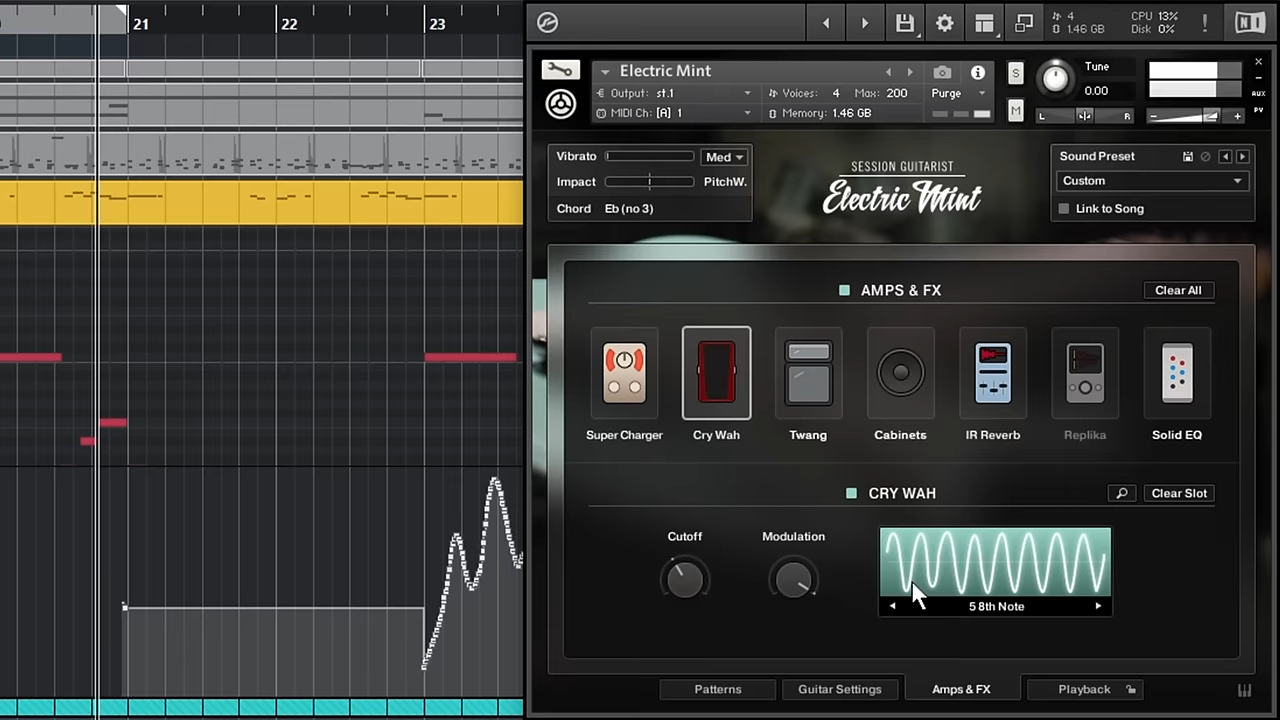 21 22 23
4
1.46 GB
CPU 13%
Disk 0%
!
NI
Electric Mint
Output: st.1
Voices: 4 Max: 200
Purge
MIDI Ch: [A] 1
Memory: 1.46 GB
S
M
Tune
0.00
L R
- +
AUX
PV
Vibrato
Med
Impact
PitchW.
Chord Eb (no 3)
SESSION GUITARIST
Electric Mint
Sound Preset
Custom
Link to Song
AMPS & FX
Clear All
Super Charger
Cry Wah
Twang
Cabinets
IR Reverb
Replika
Solid EQ
CRY WAH
Clear Slot
Cutoff
Modulation
5 8th Note
Patterns
Guitar Settings
Amps & FX
Playback